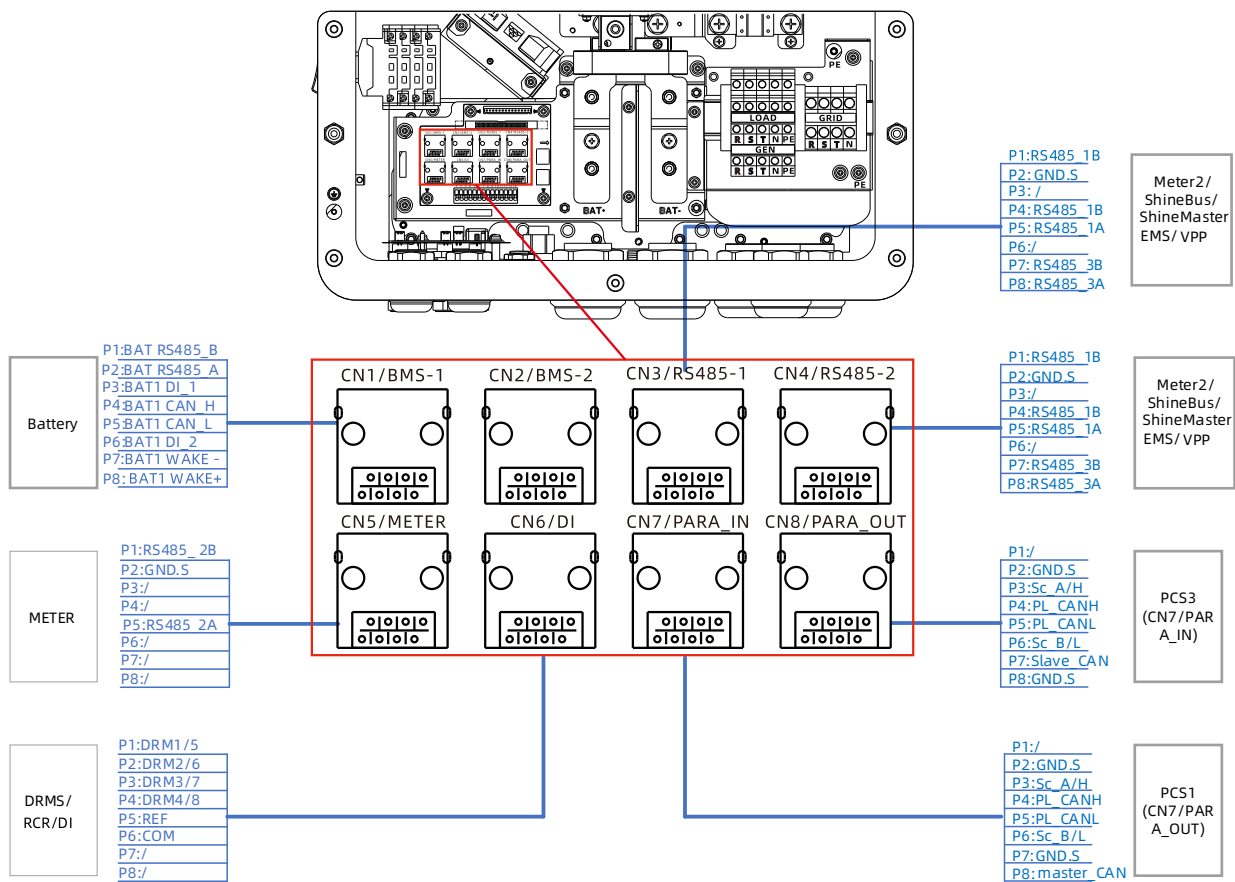 PE
LOAD
GRID
R S T N PE
R S T N
GEN
R S T N PE
PE
BAT+
BAT-
P1:RS485_1B
P2:GND.S
P3:/
P4:RS485_1B
P5:RS485_1A
P6:/
P7:RS485_3B
P8:RS485_3A
Meter2/
ShineBus/
ShineMaster
EMS/VPP
Battery
P1:BAT RS485_B
P2:BAT RS485_A
P3:BAT1 DI_1
P4:BAT1 CAN_H
P5:BAT1 CAN_L
P6:BAT1 DI_2
P7:BAT1 WAKE -
P8:BAT1 WAKE+
CN1/BMS-1
CN2/BMS-2
CN3/RS485-1
CN4/RS485-2
P1:RS485_1B
P2:GND.S
P3:/
P4:RS485_1B
P5:RS485_1A
P6:/
P7:RS485_3B
P8:RS485_3A
Meter2/
ShineBus/
ShineMaster
EMS/VPP
METER
P1:RS485_ 2B
P2:GND.S
P3:/
P4:/
P5:RS485_2A
P6:/
P7:/
P8:/
CN5/METER
CN6/DI
CN7/PARA_IN
CN8/PARA_OUT
P1:/
P2:GND.S
P3:Sc_A/H
P4:PL_CANH
P5:PL_CANL
P6:Sc_B/L
P7:Slave_CAN
P8:GND.S
PCS3
(CN7/PAR
A_IN)
DRMS/
RCR/DI
P1:DRM1/5
P2:DRM2/6
P3:DRM3/7
P4:DRM4/8
P5:REF
P6:COM
P7:/
P8:/
P1:/
P2:GND.S
P3:Sc_A/H
P4:PL_CANH
P5:PL_CANL
P6:Sc_B/L
P7:GND.S
P8:master_CAN
PCS1
(CN7/PAR
A_OUT)